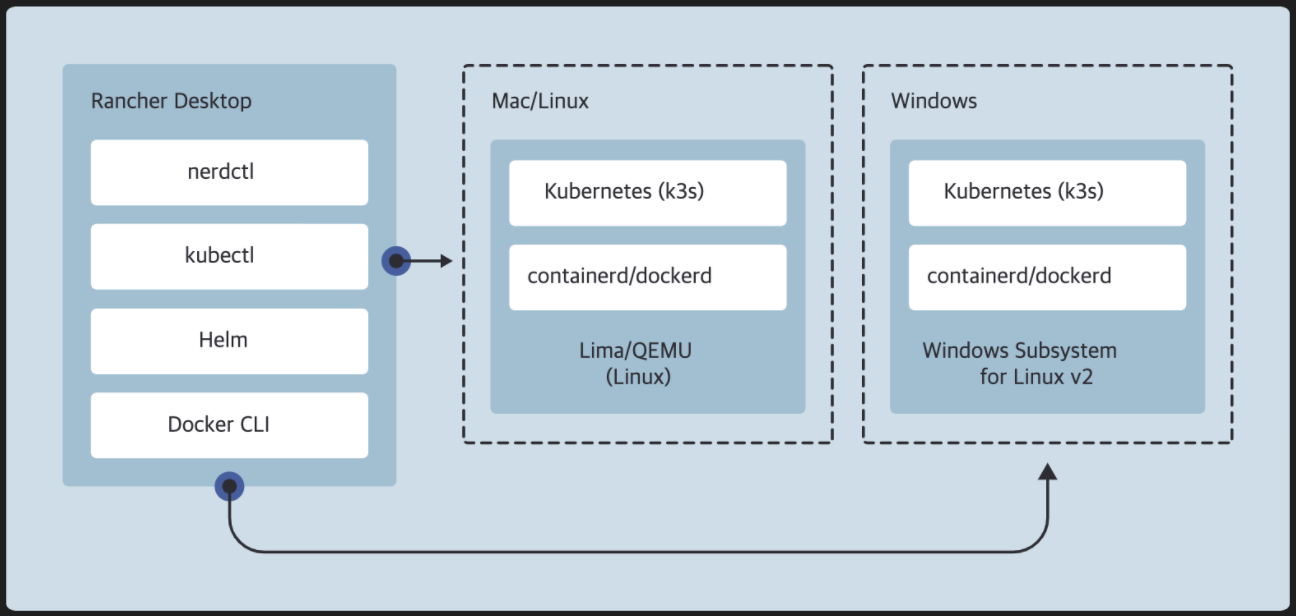 Rancher Desktop
nerdctl
kubectl
Helm
Docker CLI
Mac/Linux
Kubernetes (k3s)
containerd/dockerd
Lima/QEMU
(Linux)
Windows
Kubernetes (k3s)
containerd/dockerd
Windows Subsystem
for Linux v2